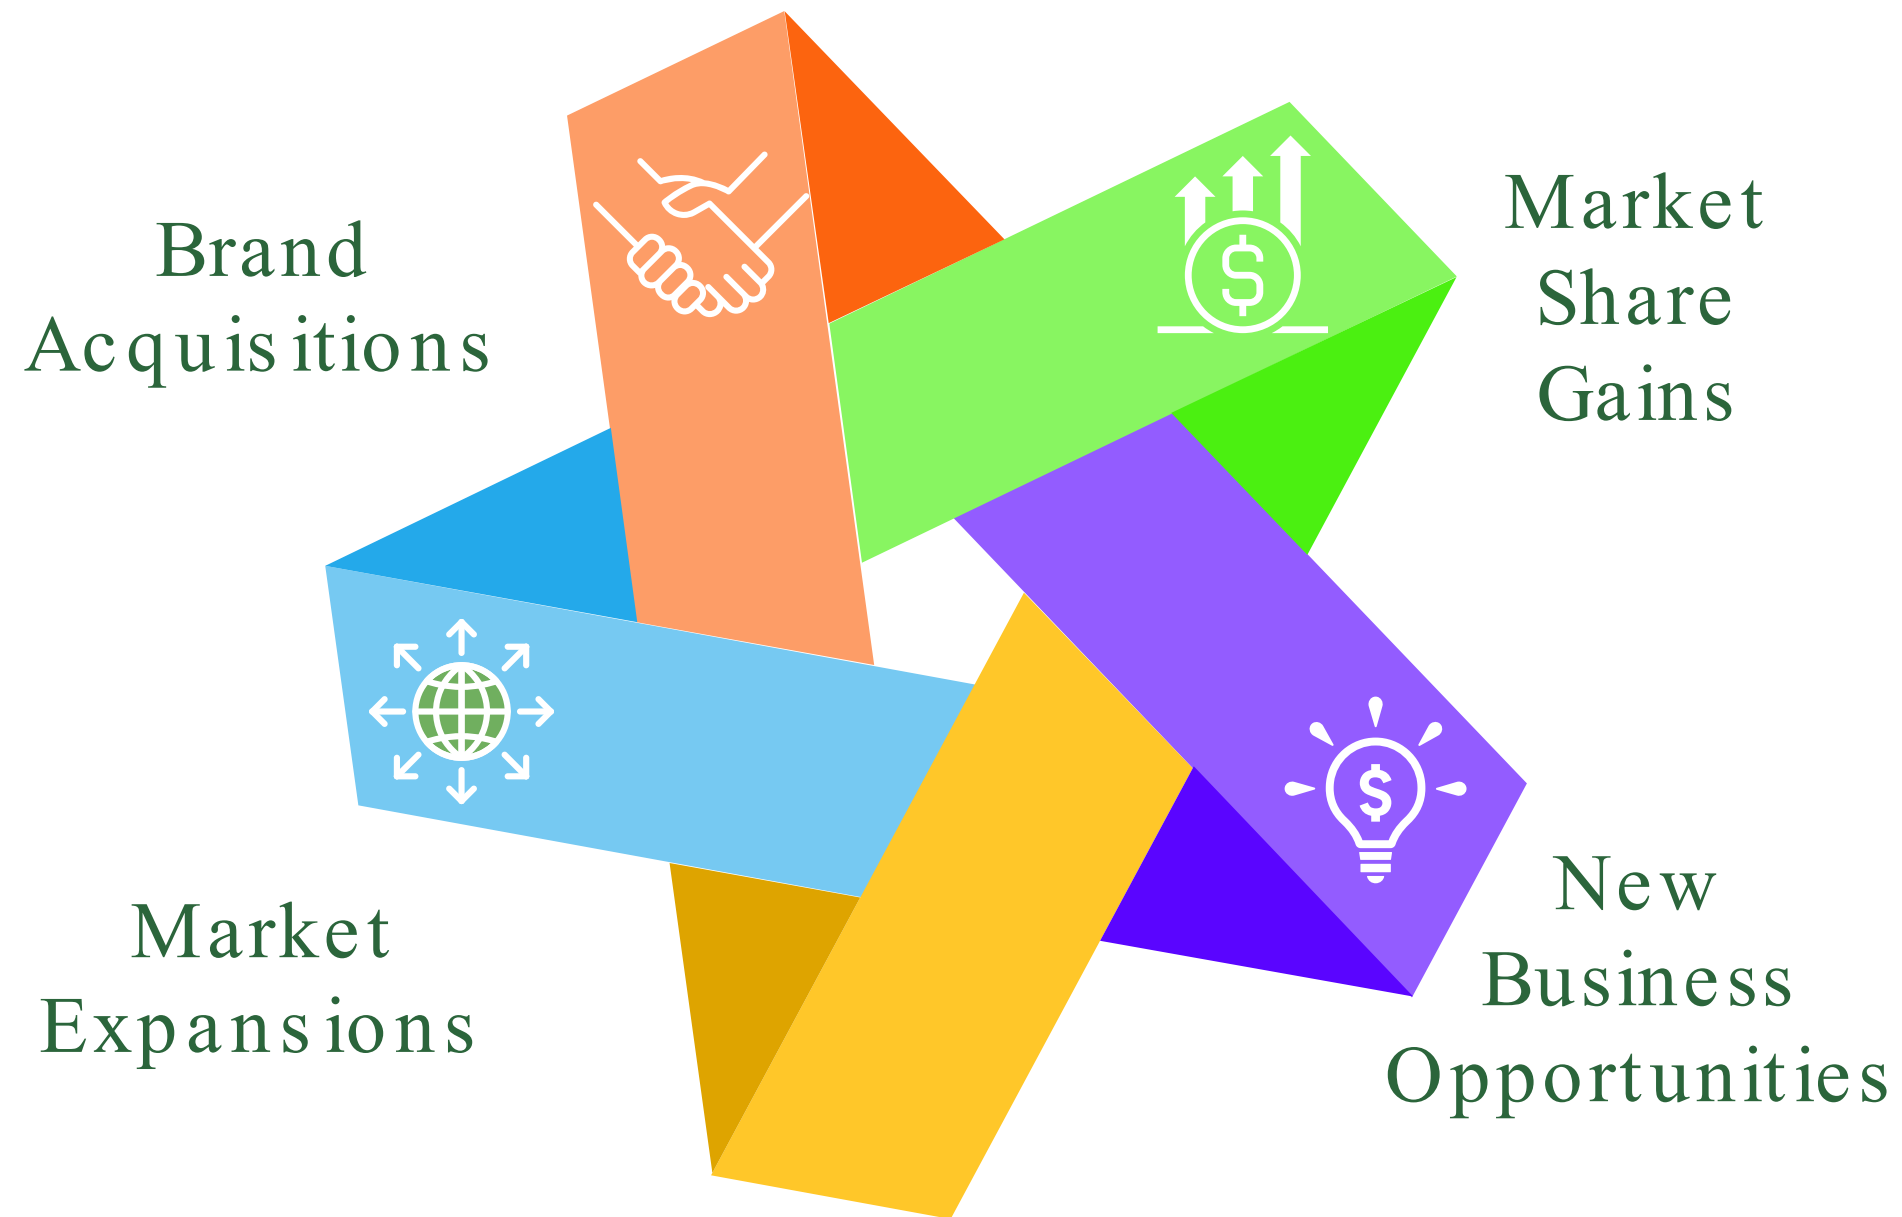 Brand
Acquisitions
Market
Share
Gains
$
Market
Expansions
$
New
Business
Opportunities